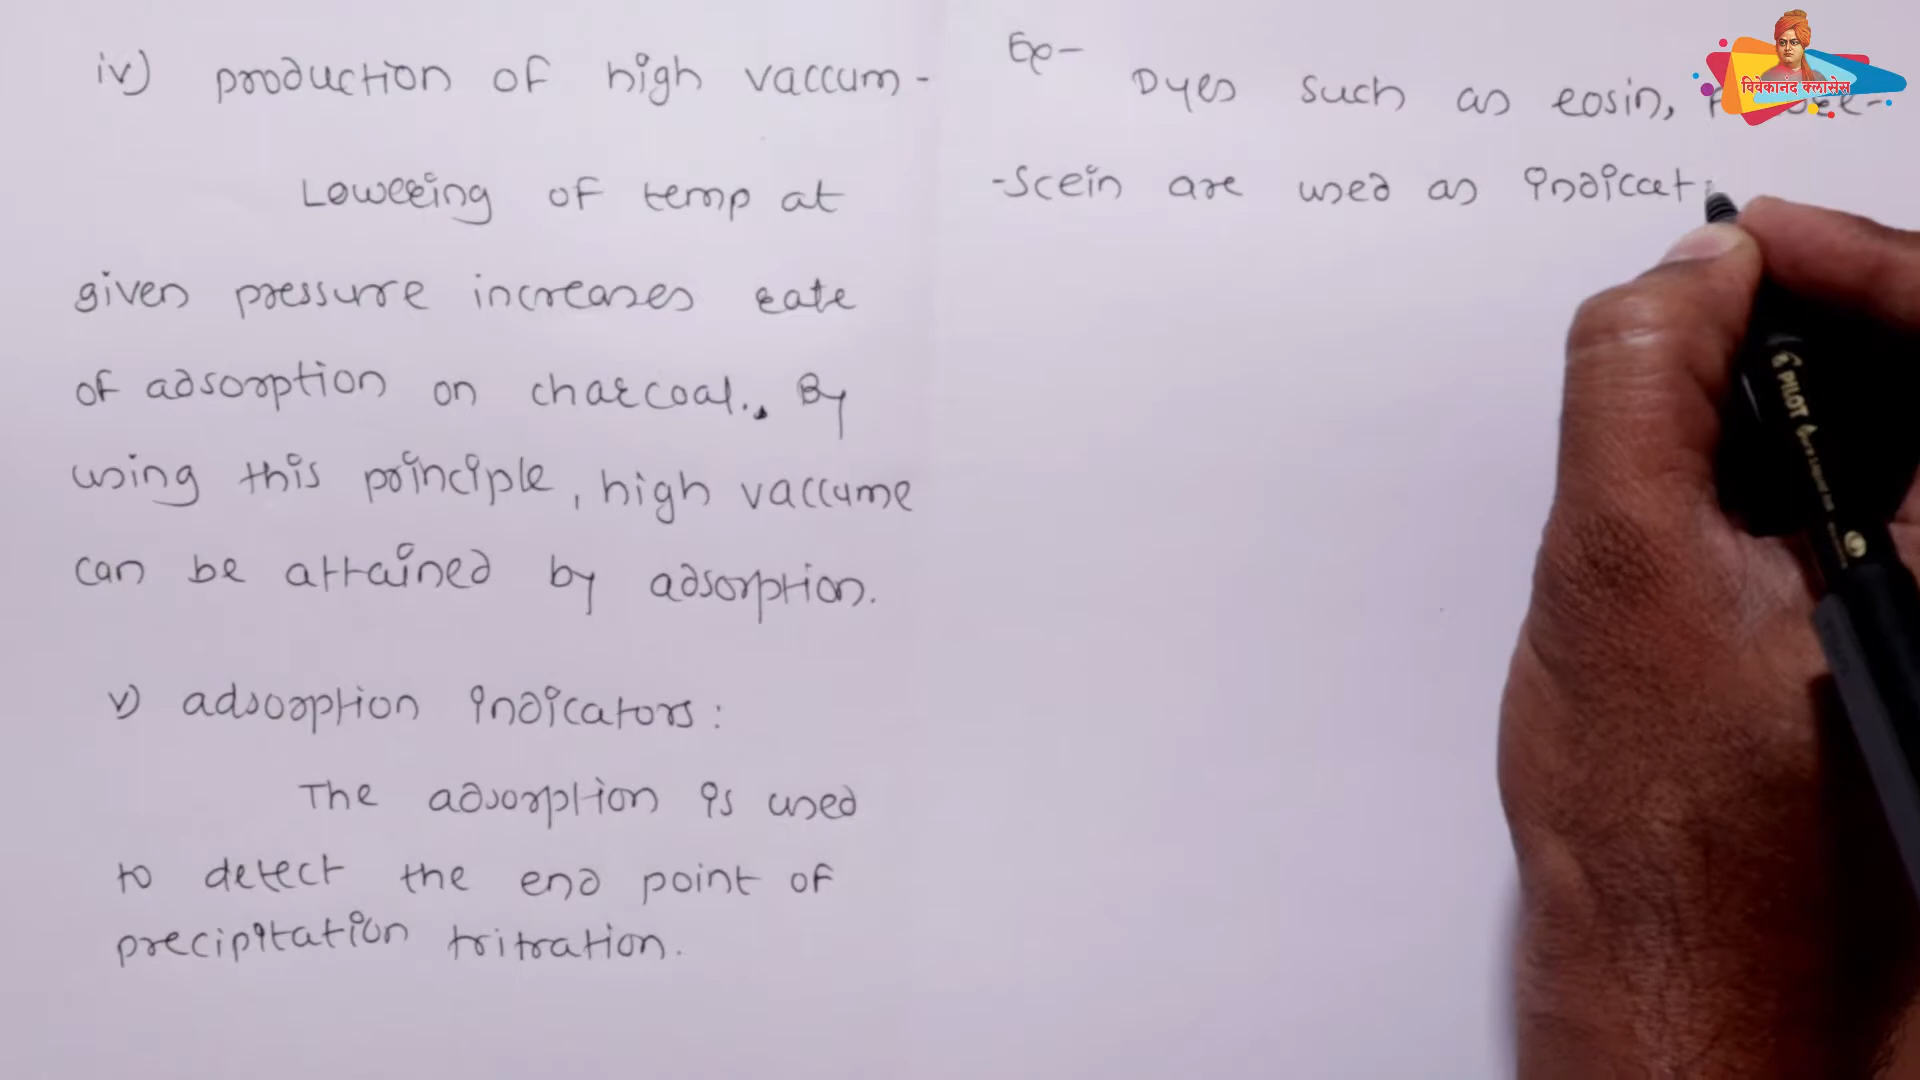 iv) production of high vaccum -
Lowering of temp at
given pressure increases rate
of adsorption on charcoal. By
using this principle, high vaccume
can be attained by adsorption.
v) adsorption indicators :
The adsorption is used
to detect the end point of
precipitation tritration.
Ex-
Dyes such as eosin,
-scein are used as indicat
विवेकानंद क्लासेस
PILOT